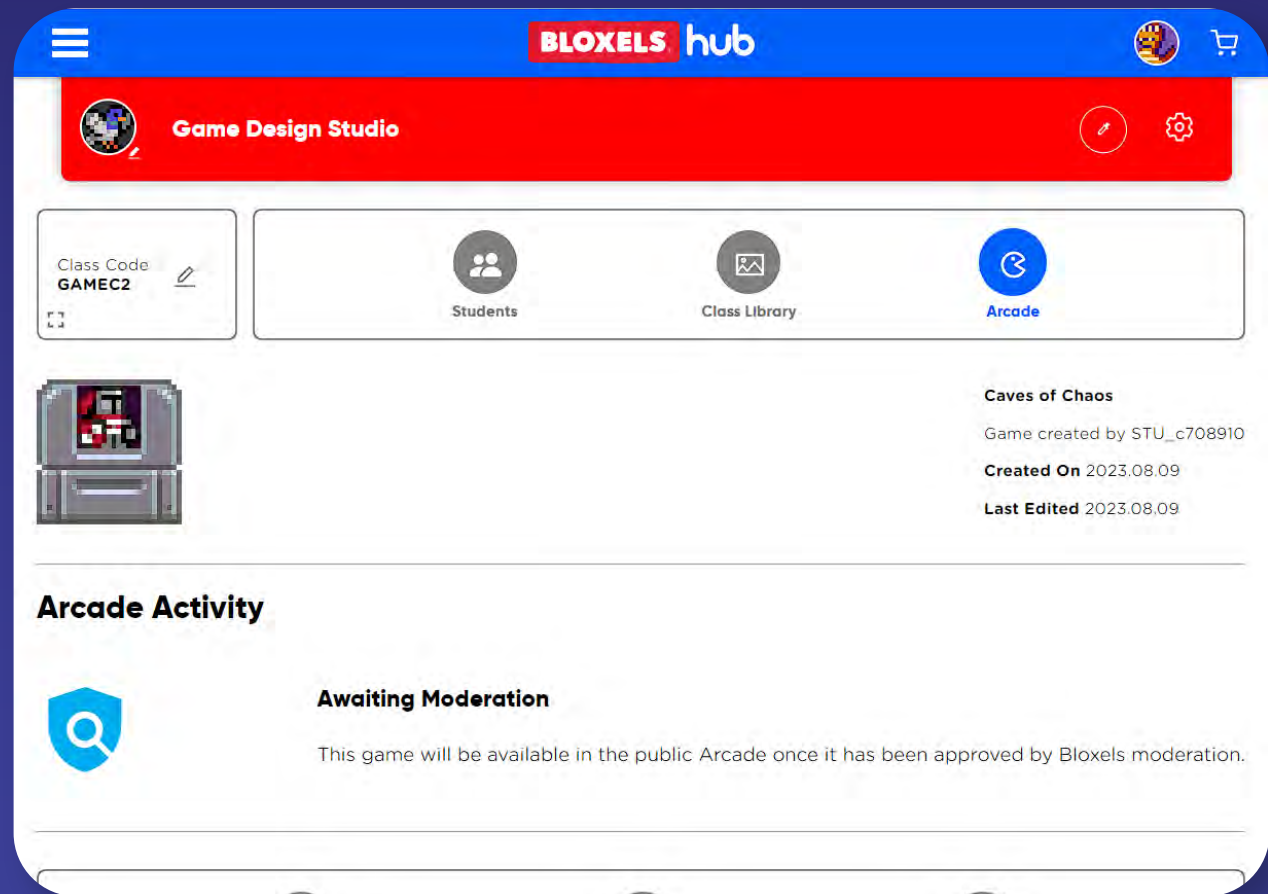 BLOXELS hub
Game Design Studio
Class Code
GAMEC2
Students
Class Library
Arcade
Caves of Chaos
Game created by STU_c708910
Created On 2023.08.09
Last Edited 2023.08.09
Arcade Activity
Awaiting Moderation
This game will be available in the public Arcade once it has been approved by Bloxels moderation.